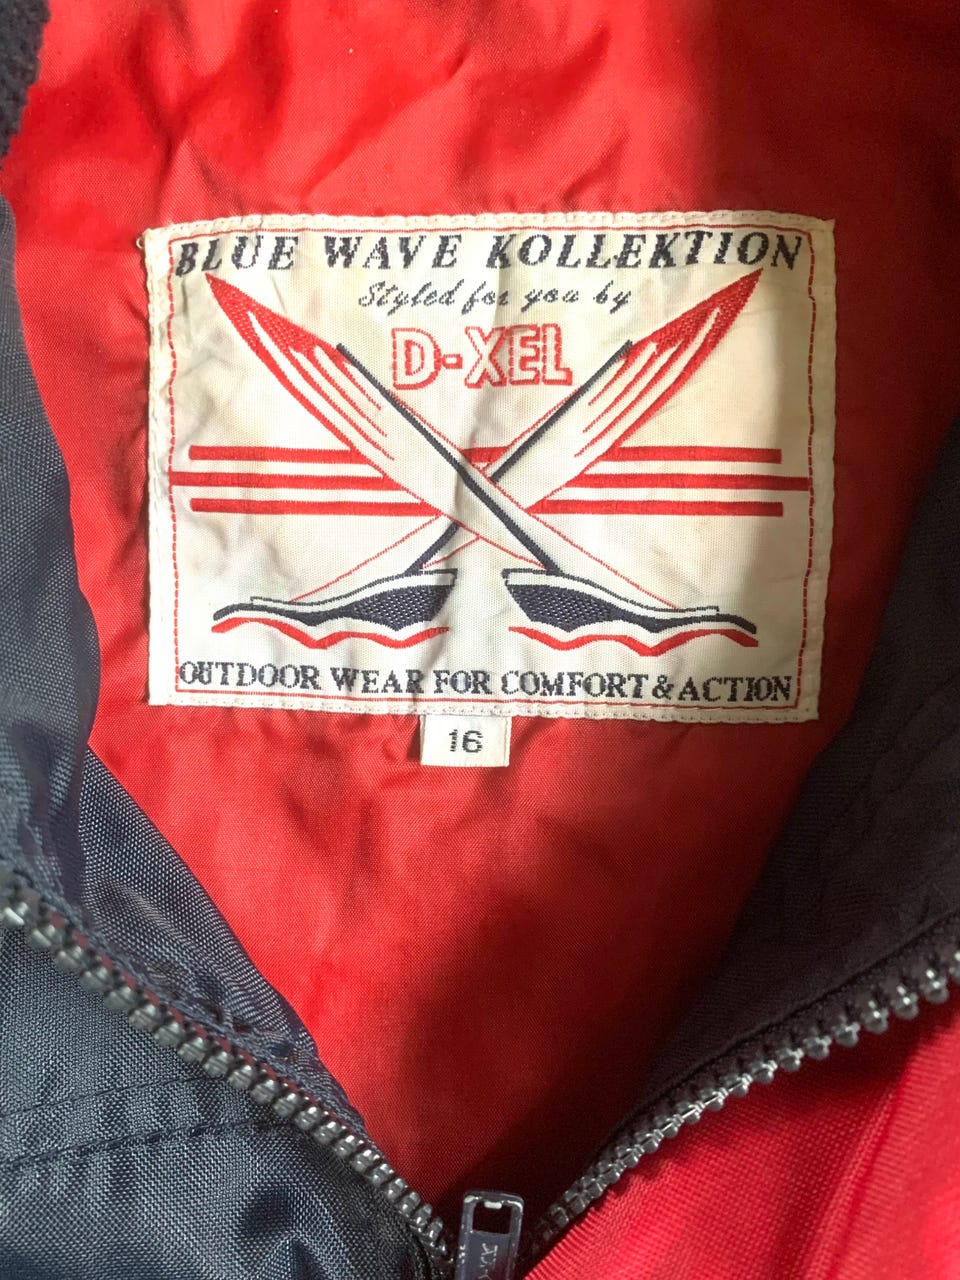 BLUE WAVE KOLLEKTION
Styled for you by
D-XEL
OUTDOOR WEAR FOR COMFORT & ACTION
16